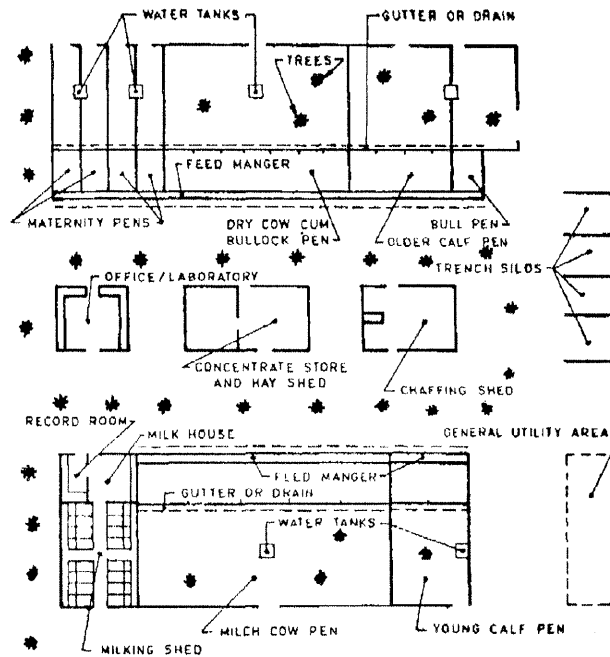 WATER TANKS
GUTTER OR DRAIN
TREES
FEED MANGER
MATERNITY PENS
DRY COW CUM
BULLOCK PEN
BULL PEN
OLDER CALF PEN
TRENCH SILOS
OFFICE/LABORATORY
CONCENTRATE STORE
AND HAY SHED
CHAFFING SHED
RECORD ROOM
MILK HOUSE
GENERAL UTILITY AREA
FEED MANGER
GUTTER OR DRAIN
WATER TANKS
MILCH COW PEN
YOUNG CALF PEN
MILKING SHED